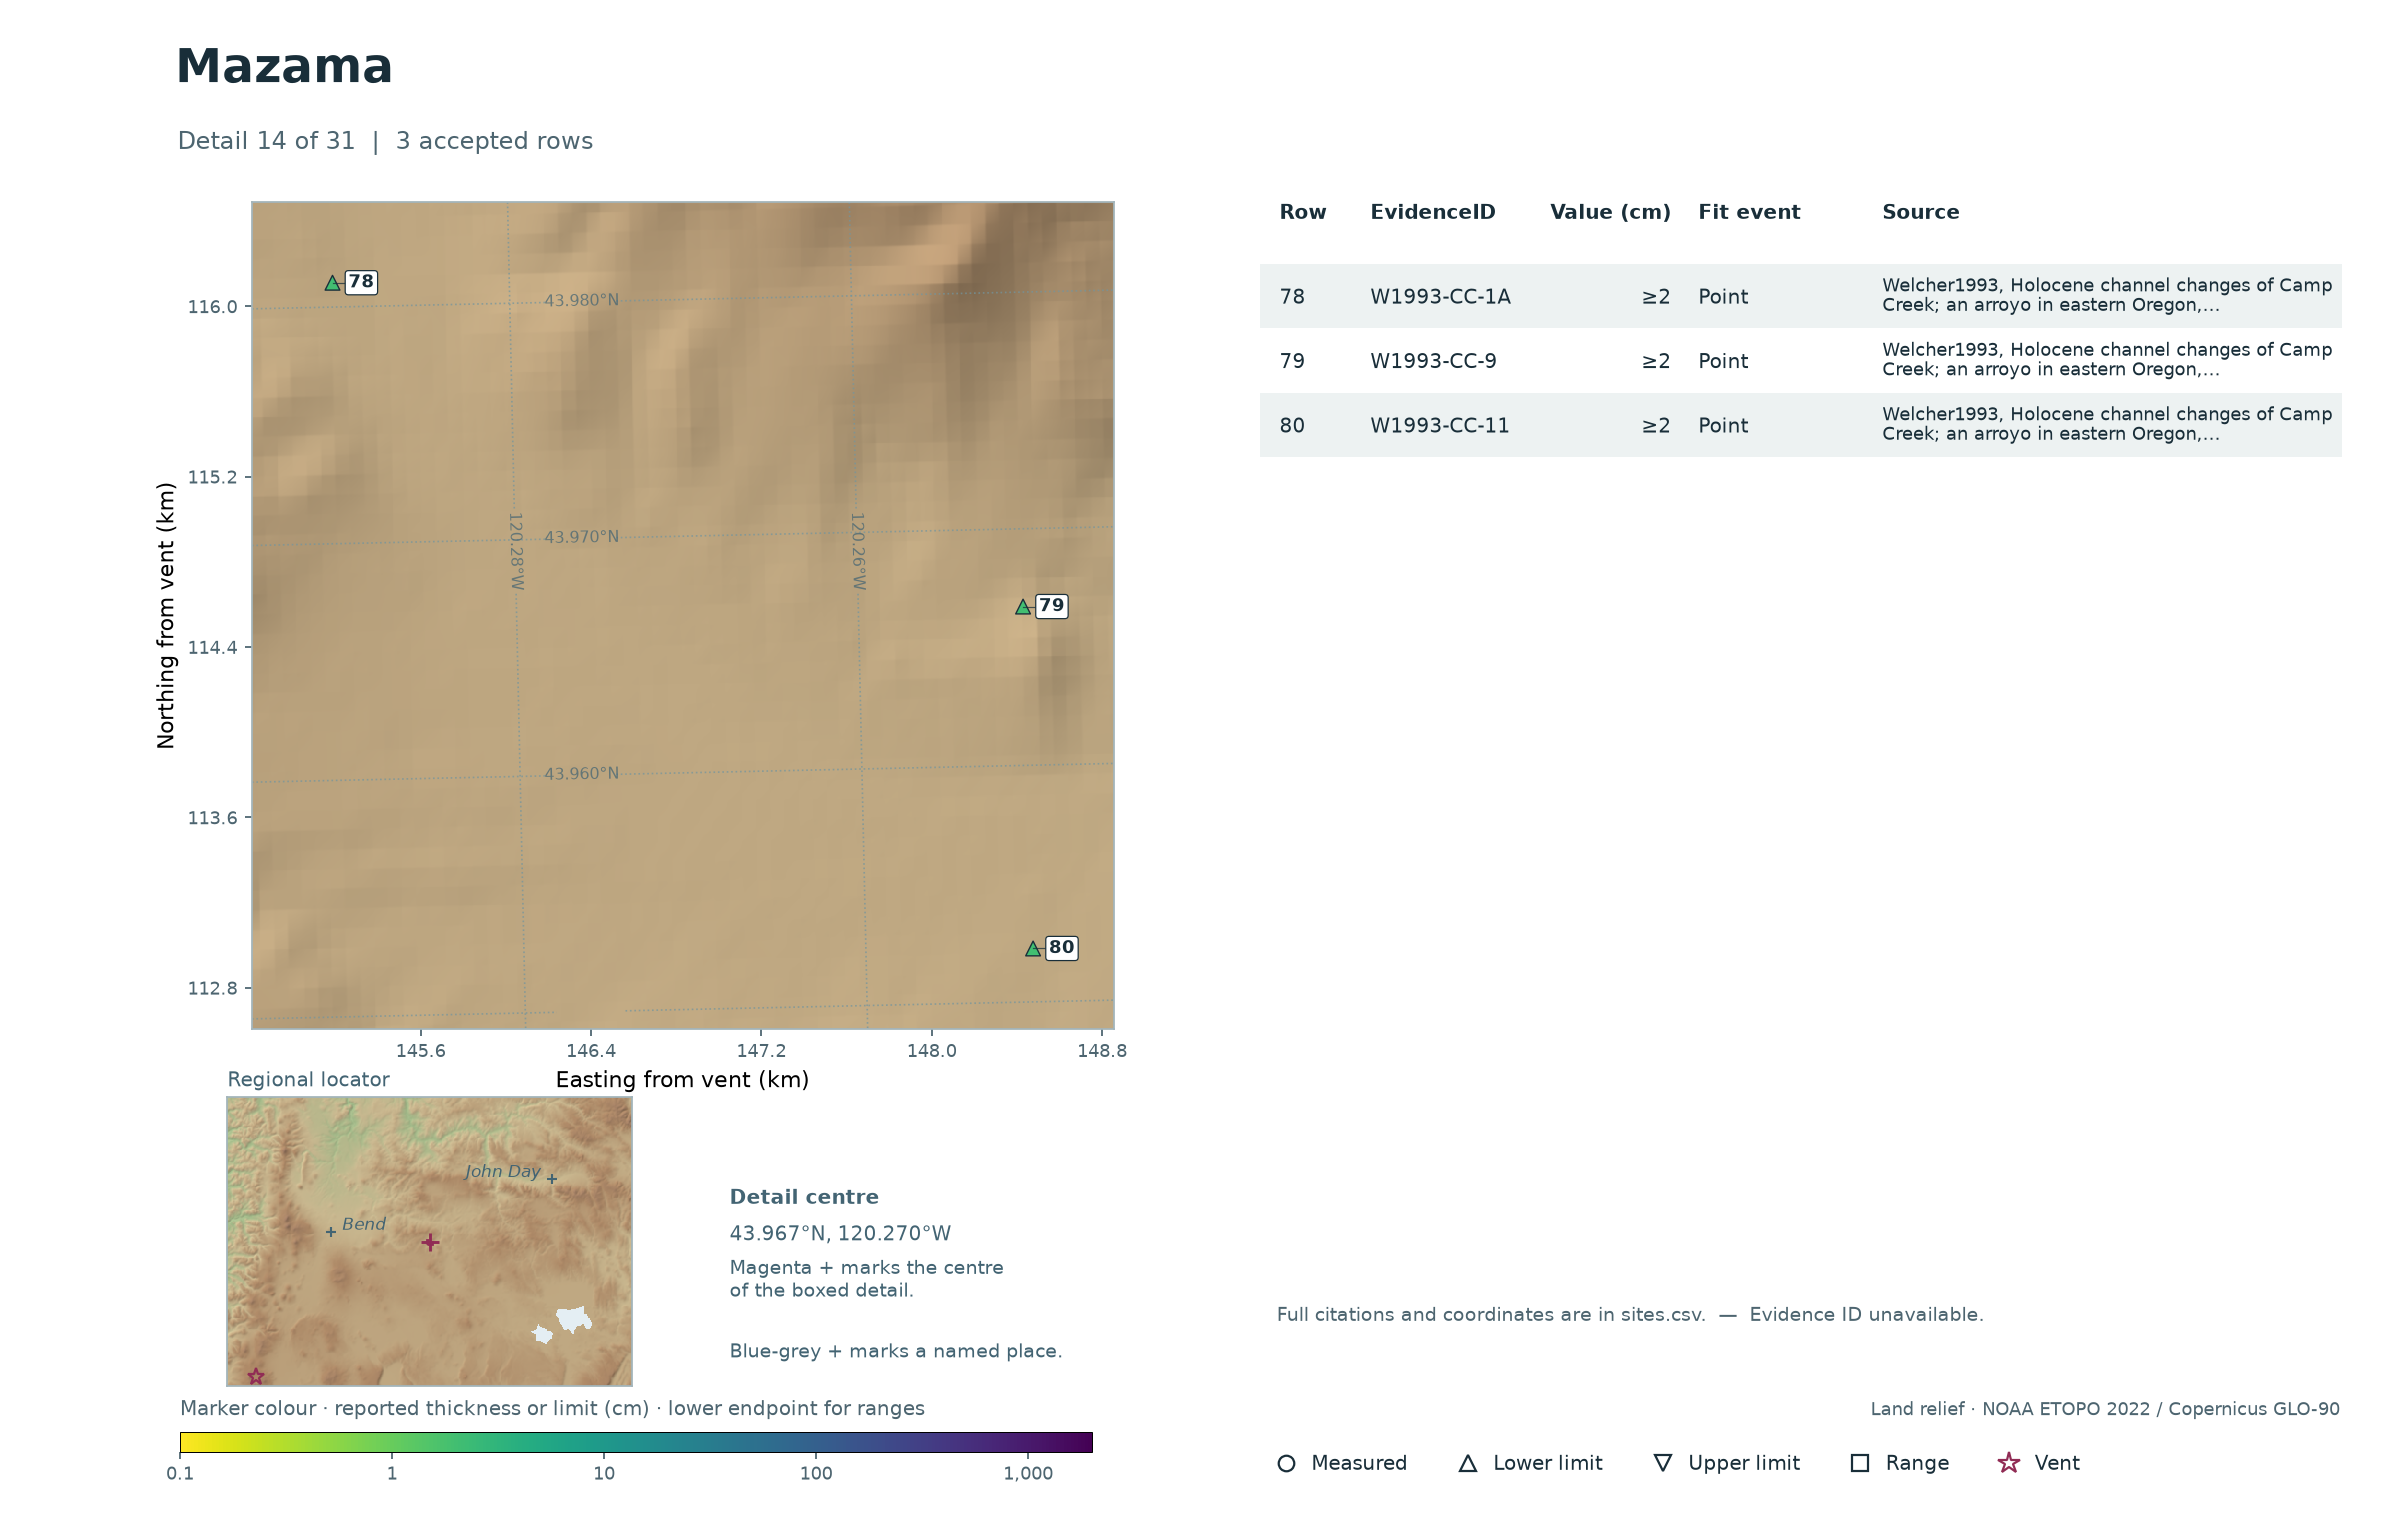 Mazama
Detail 14 of 31 | 3 accepted rows
78
79
80
43.980°N
43.970°N
43.960°N
120.28°W
120.26°W
116.0
115.2
114.4
113.6
112.8
Northing from vent (km)
145.6
146.4
147.2
148.0
148.8
Easting from vent (km)
Row EvidenceID Value (cm) Fit event Source
78 W1993-CC-1A ≥2 Point Welcher1993, Holocene channel changes of Camp
Creek; an arroyo in eastern Oregon,...
79 W1993-CC-9 ≥2 Point Welcher1993, Holocene channel changes of Camp
Creek; an arroyo in eastern Oregon,...
80 W1993-CC-11 ≥2 Point Welcher1993, Holocene channel changes of Camp
Creek; an arroyo in eastern Oregon,...
Regional locator
John Day
Bend
Detail centre
43.967°N, 120.270°W
Magenta + marks the centre
of the boxed detail.
Blue-grey + marks a named place.
Full citations and coordinates are in sites.csv. — Evidence ID unavailable.
Marker colour · reported thickness or limit (cm) · lower endpoint for ranges
0.1 1 10 100 1,000
Land relief · NOAA ETOPO 2022 / Copernicus GLO-90
Measured Lower limit Upper limit Range Vent